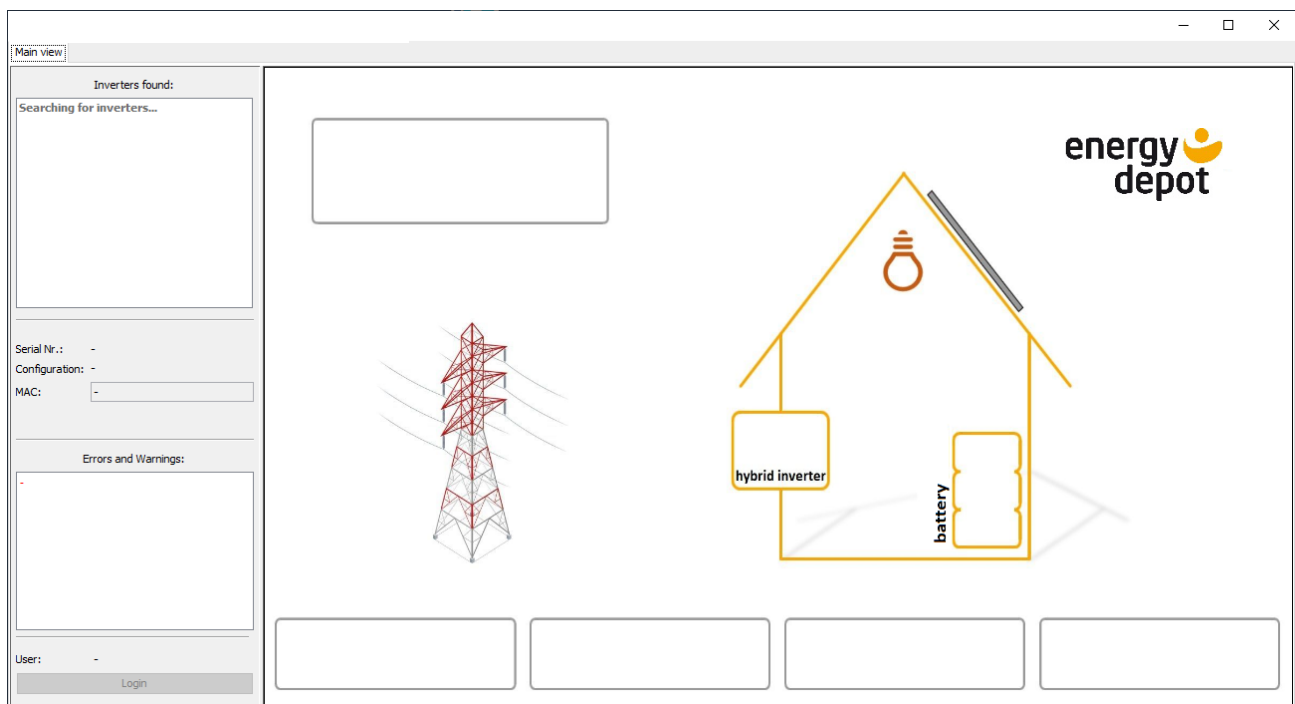 Main view
Inverters found:
Searching for inverters...
Serial Nr.: -
Configuration: -
MAC: -
Errors and Warnings:
-
User: -
Login
energy
depot
hybrid inverter
battery